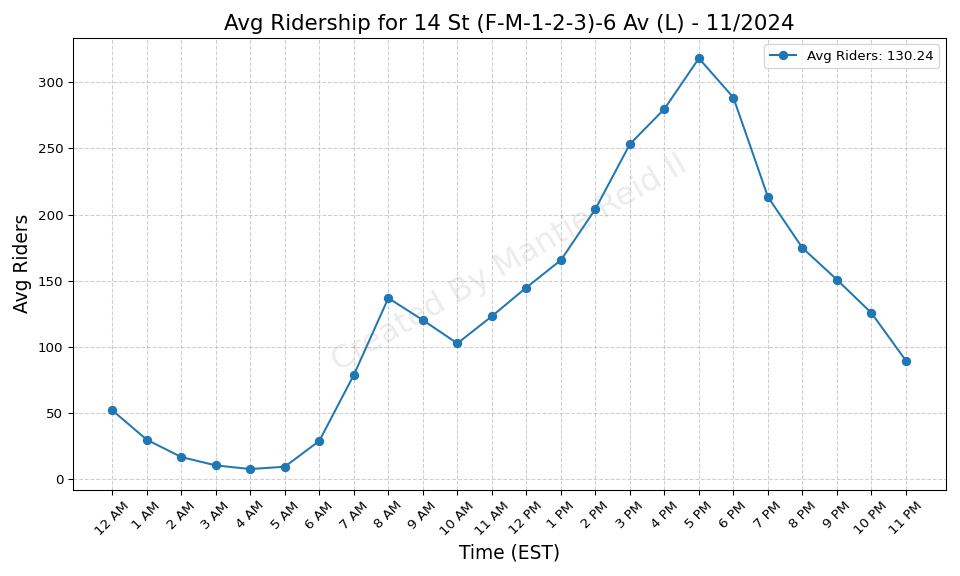 Avg Ridership for 14 St (F-M-1-2-3)-6 Av (L) - 11/2024
Avg Riders: 130.24
300
250
200
150
100
50
0
Avg Riders
Created By Mantie Reid II
12 AM
1 AM
2 AM
3 AM
4 AM
5 AM
6 AM
7 AM
8 AM
9 AM
10 AM
11 AM
12 PM
1 PM
2 PM
3 PM
4 PM
5 PM
6 PM
7 PM
8 PM
9 PM
10 PM
11 PM
Time (EST)